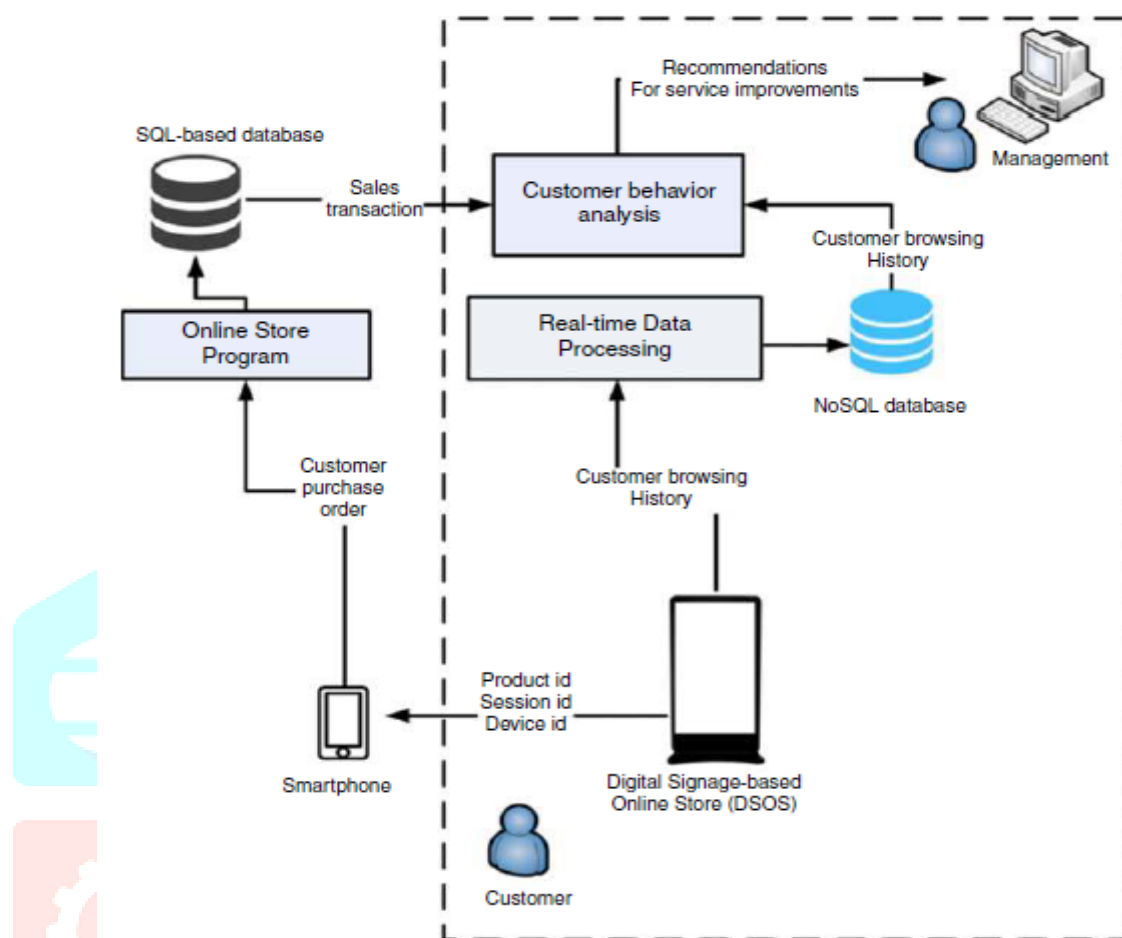 Recommendations
For service improvements
Management
SQL-based database
Sales
transaction
Customer behavior
analysis
Customer browsing
History
Online Store
Program
Real-time Data
Processing
NoSQL database
Customer
purchase
order
Customer browsing
History
Product id
Session id
Device id
Smartphone
Digital Signage-based
Online Store (DSOS)
Customer